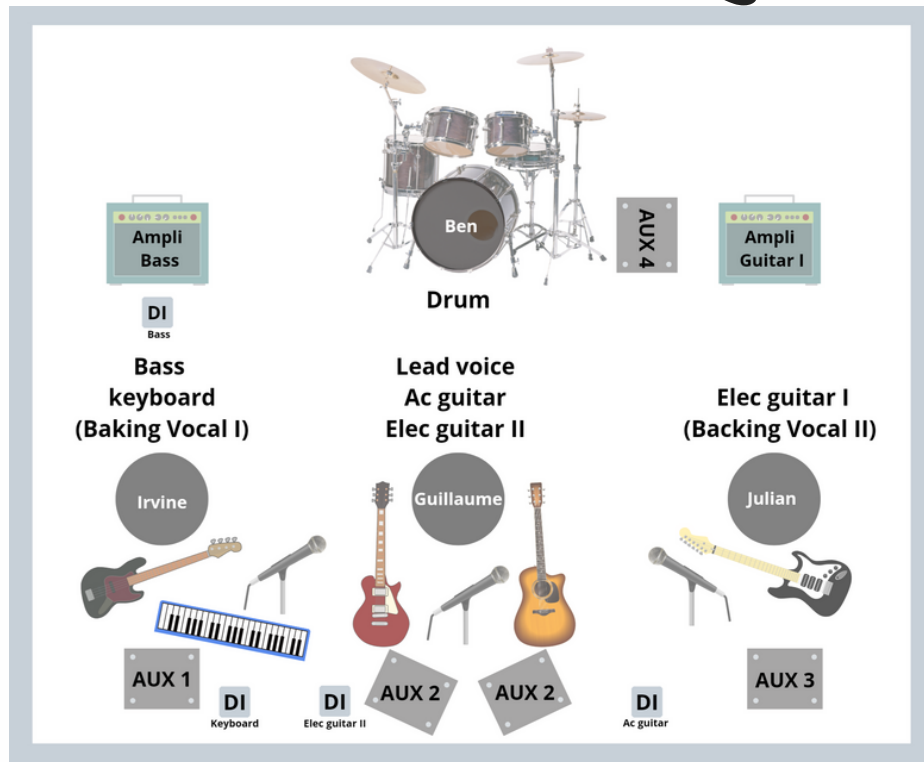 Ben
AUX 4
Ampli
Bass
Ampli
Guitar I
Drum
DI
Bass
Bass
keyboard
(Baking Vocal I)
Lead voice
Ac guitar
Elec guitar II
Elec guitar I
(Backing Vocal II)
Irvine
Guillaume
Julian
AUX 1
AUX 2
AUX 2
AUX 3
DI
Keyboard
DI
Elec guitar II
DI
Ac guitar